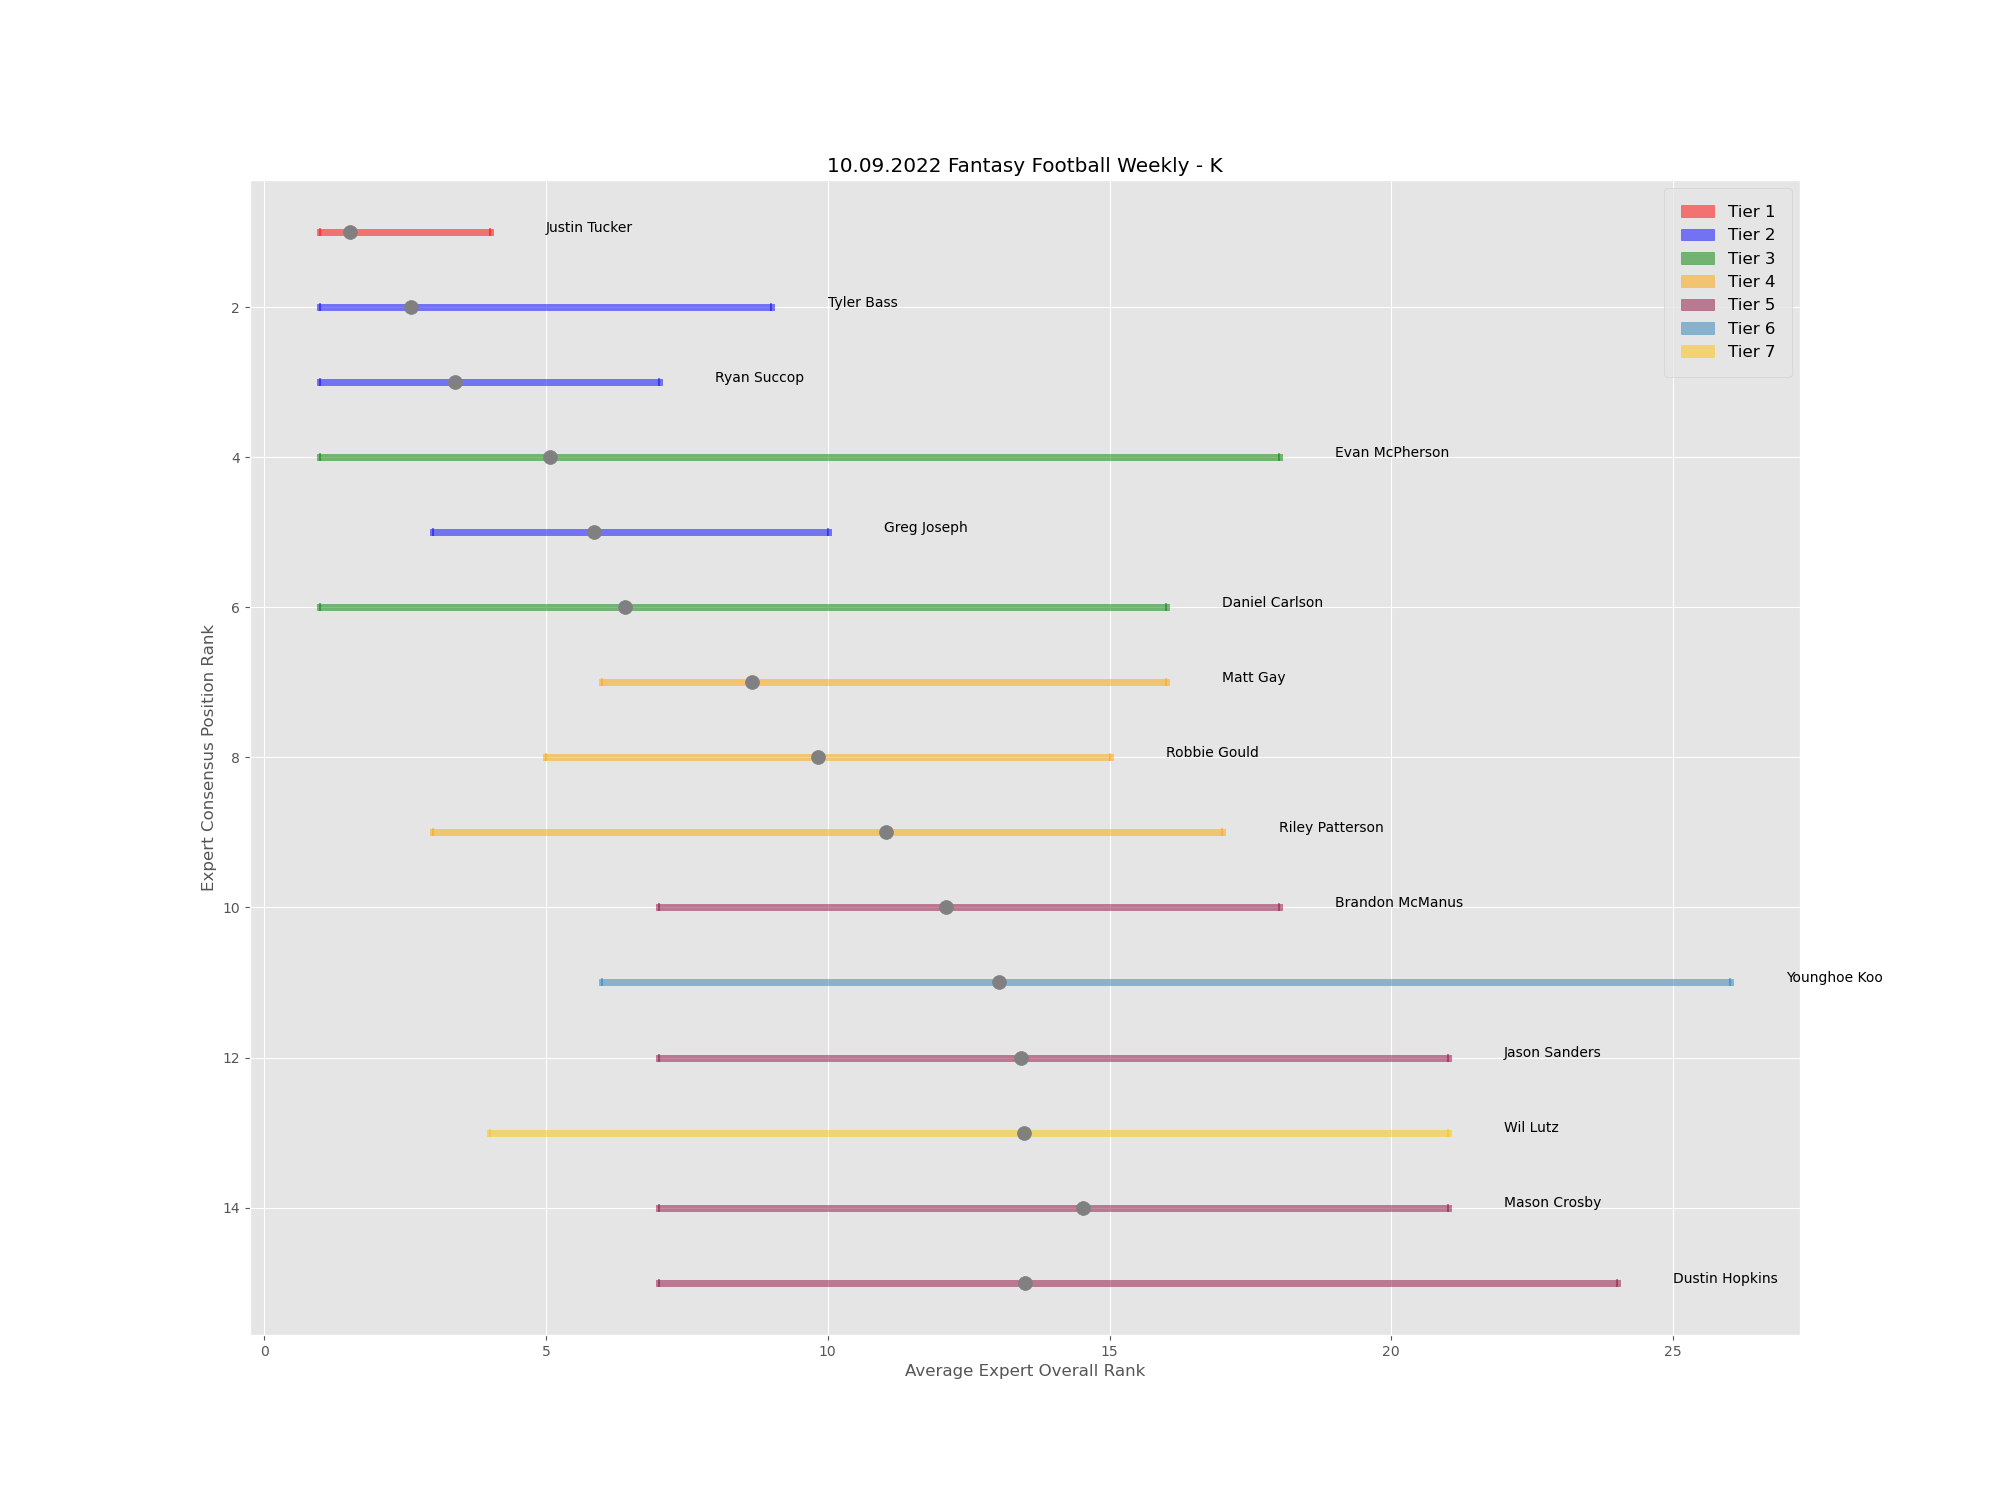 10.09.2022 Fantasy Football Weekly - K
Tier 1
Tier 2
Tier 3
Tier 4
Tier 5
Tier 6
Tier 7
Justin Tucker
Tyler Bass
Ryan Succop
Evan McPherson
Greg Joseph
Daniel Carlson
Matt Gay
Robbie Gould
Riley Patterson
Brandon McManus
Younghoe Koo
Jason Sanders
Wil Lutz
Mason Crosby
Dustin Hopkins
Expert Consensus Position Rank
2
4
6
8
10
12
14
0 5 10 15 20 25
Average Expert Overall Rank